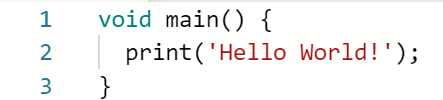 1 void main() {
2   print('Hello World!');
3 }